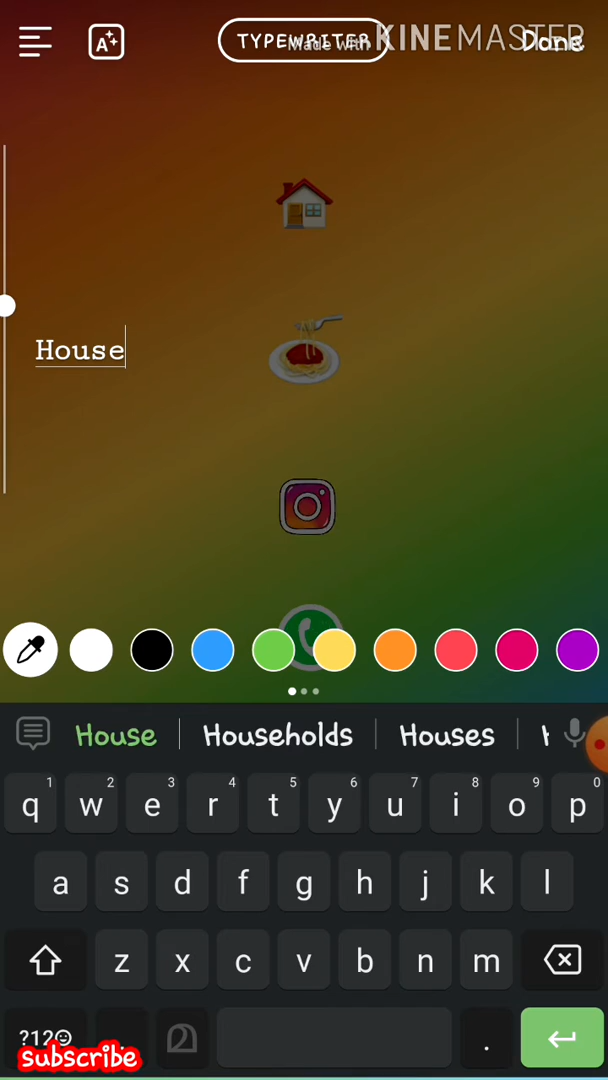 TYPEWRITER
Made with KINEMASTER
Done
House
House Households Houses
1 2 3 4 5 6 7 8 9 0
q w e r t y u i o p
a s d f g h j k l
z x c v b n m
?12 . ഫ .
subscribe